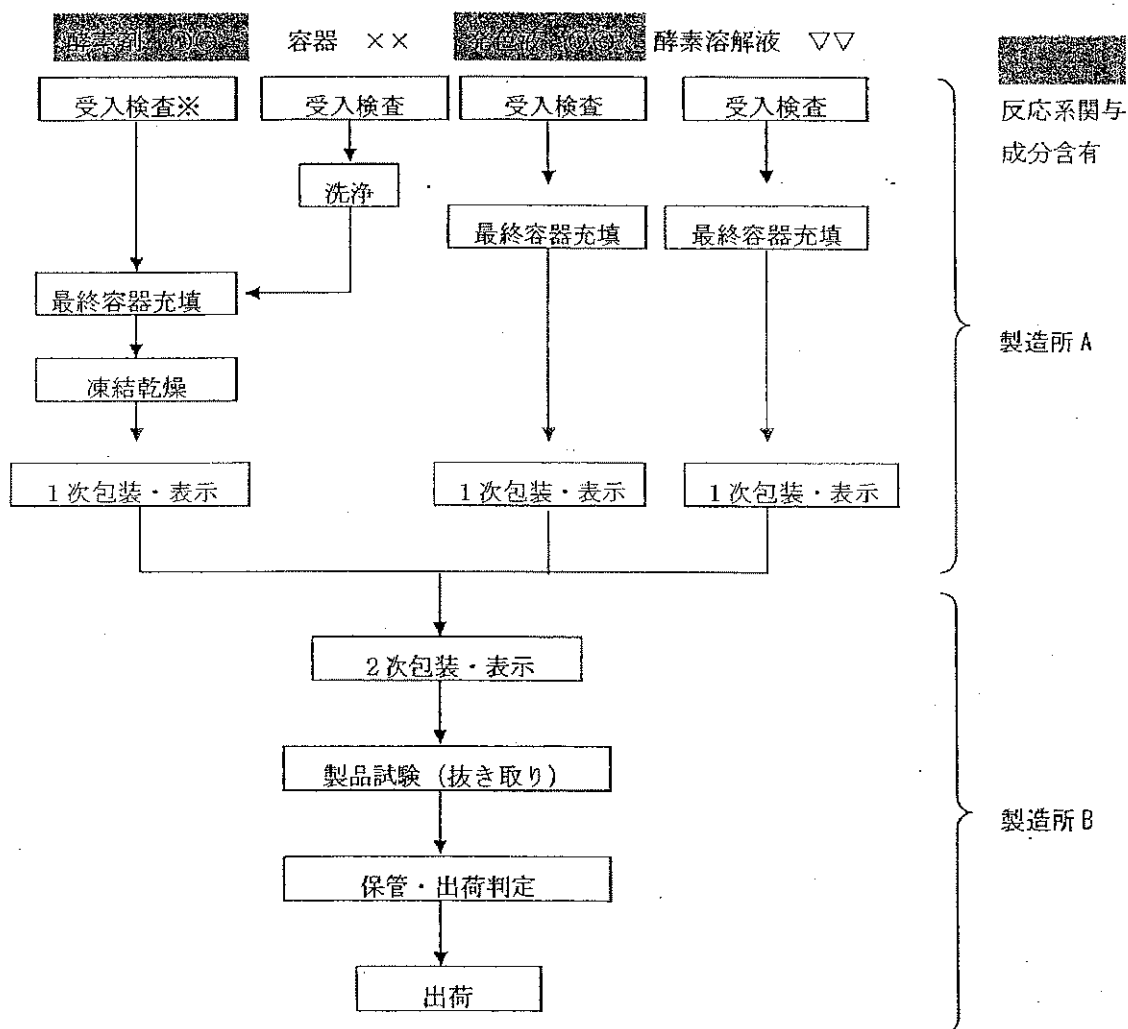 酵素剤
容器 ××
酵素溶解液 ▽▽
受入検査※
受入検査
受入検査
受入検査
反応系関与
成分含有
洗浄
最終容器充填
最終容器充填
最終容器充填
凍結乾燥
製造所A
1次包装・表示
1次包装・表示
1次包装・表示
2次包装・表示
製品試験（抜き取り）
保管・出荷判定
製造所B
出荷